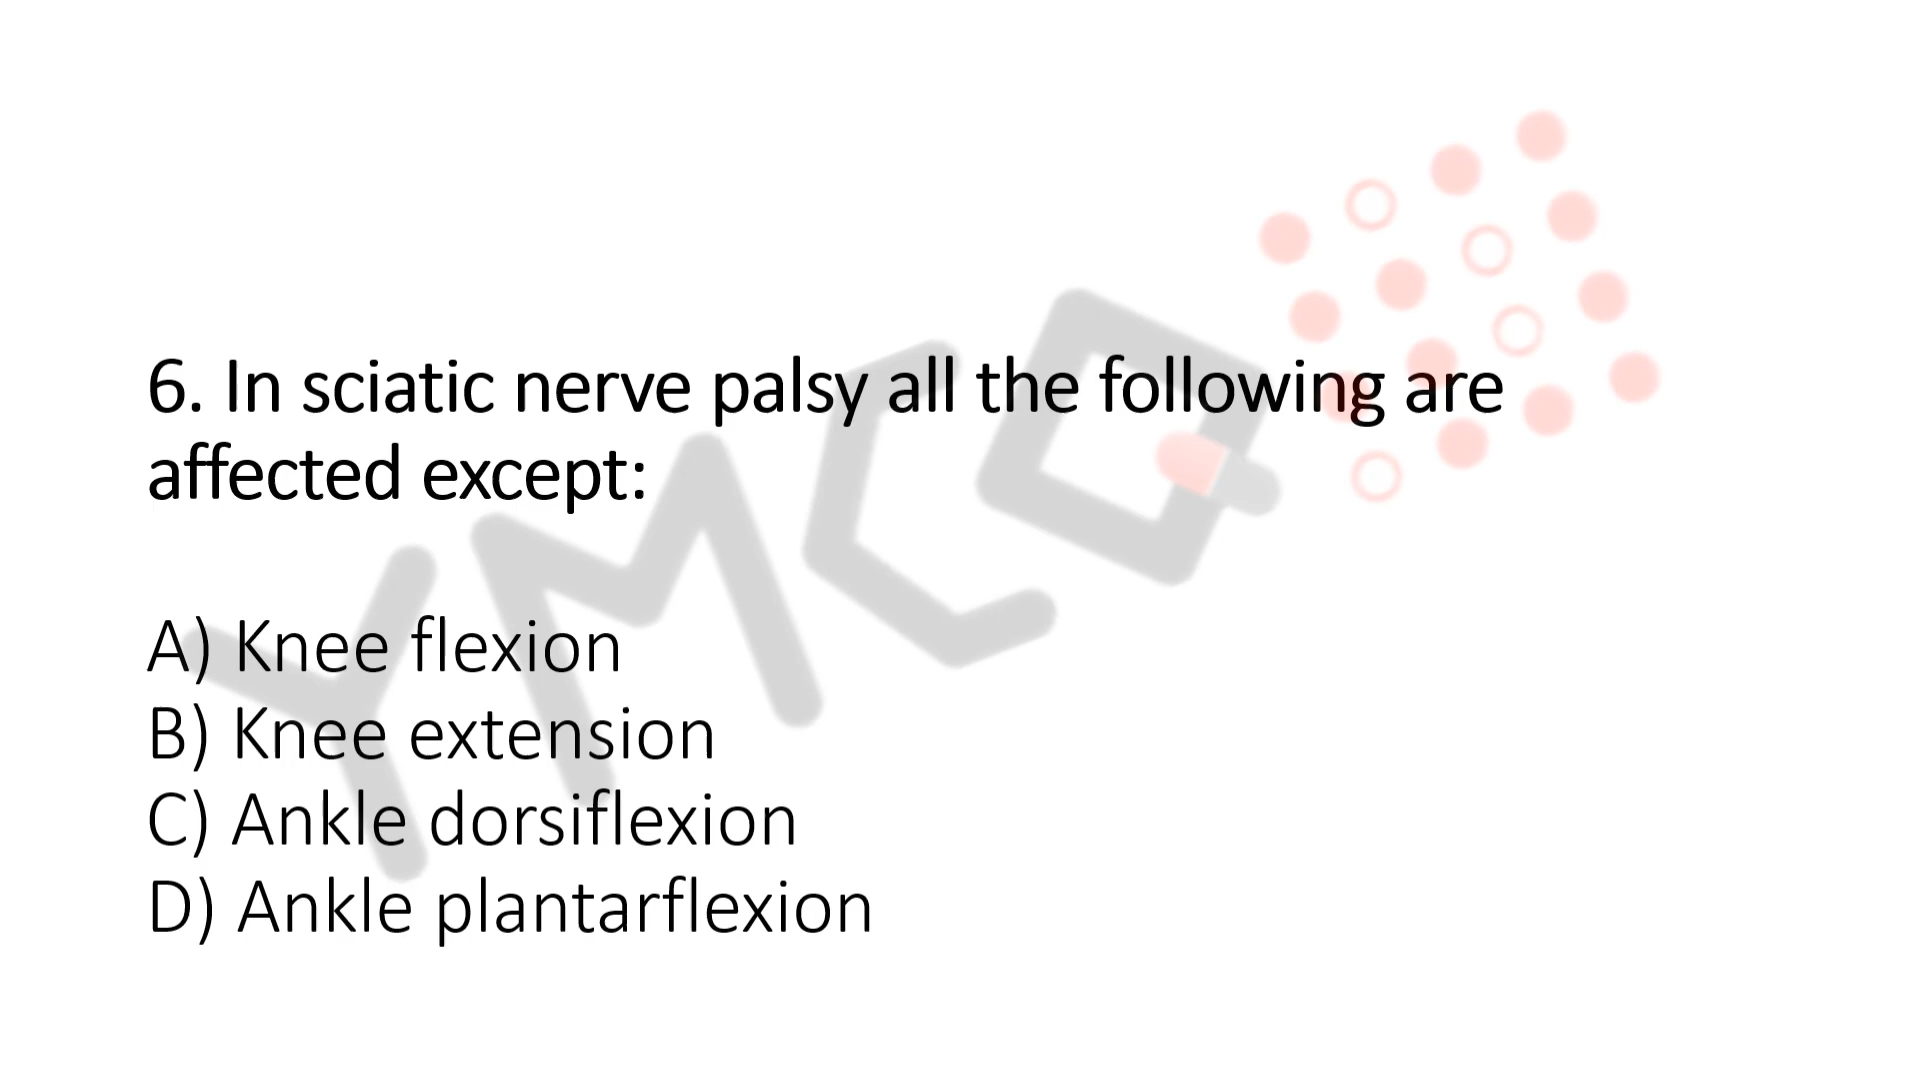 6. In sciatic nerve palsy all the following are
affected except:
A) Knee flexion
B) Knee extension
C) Ankle dorsiflexion
D) Ankle plantarflexion
YMCQ